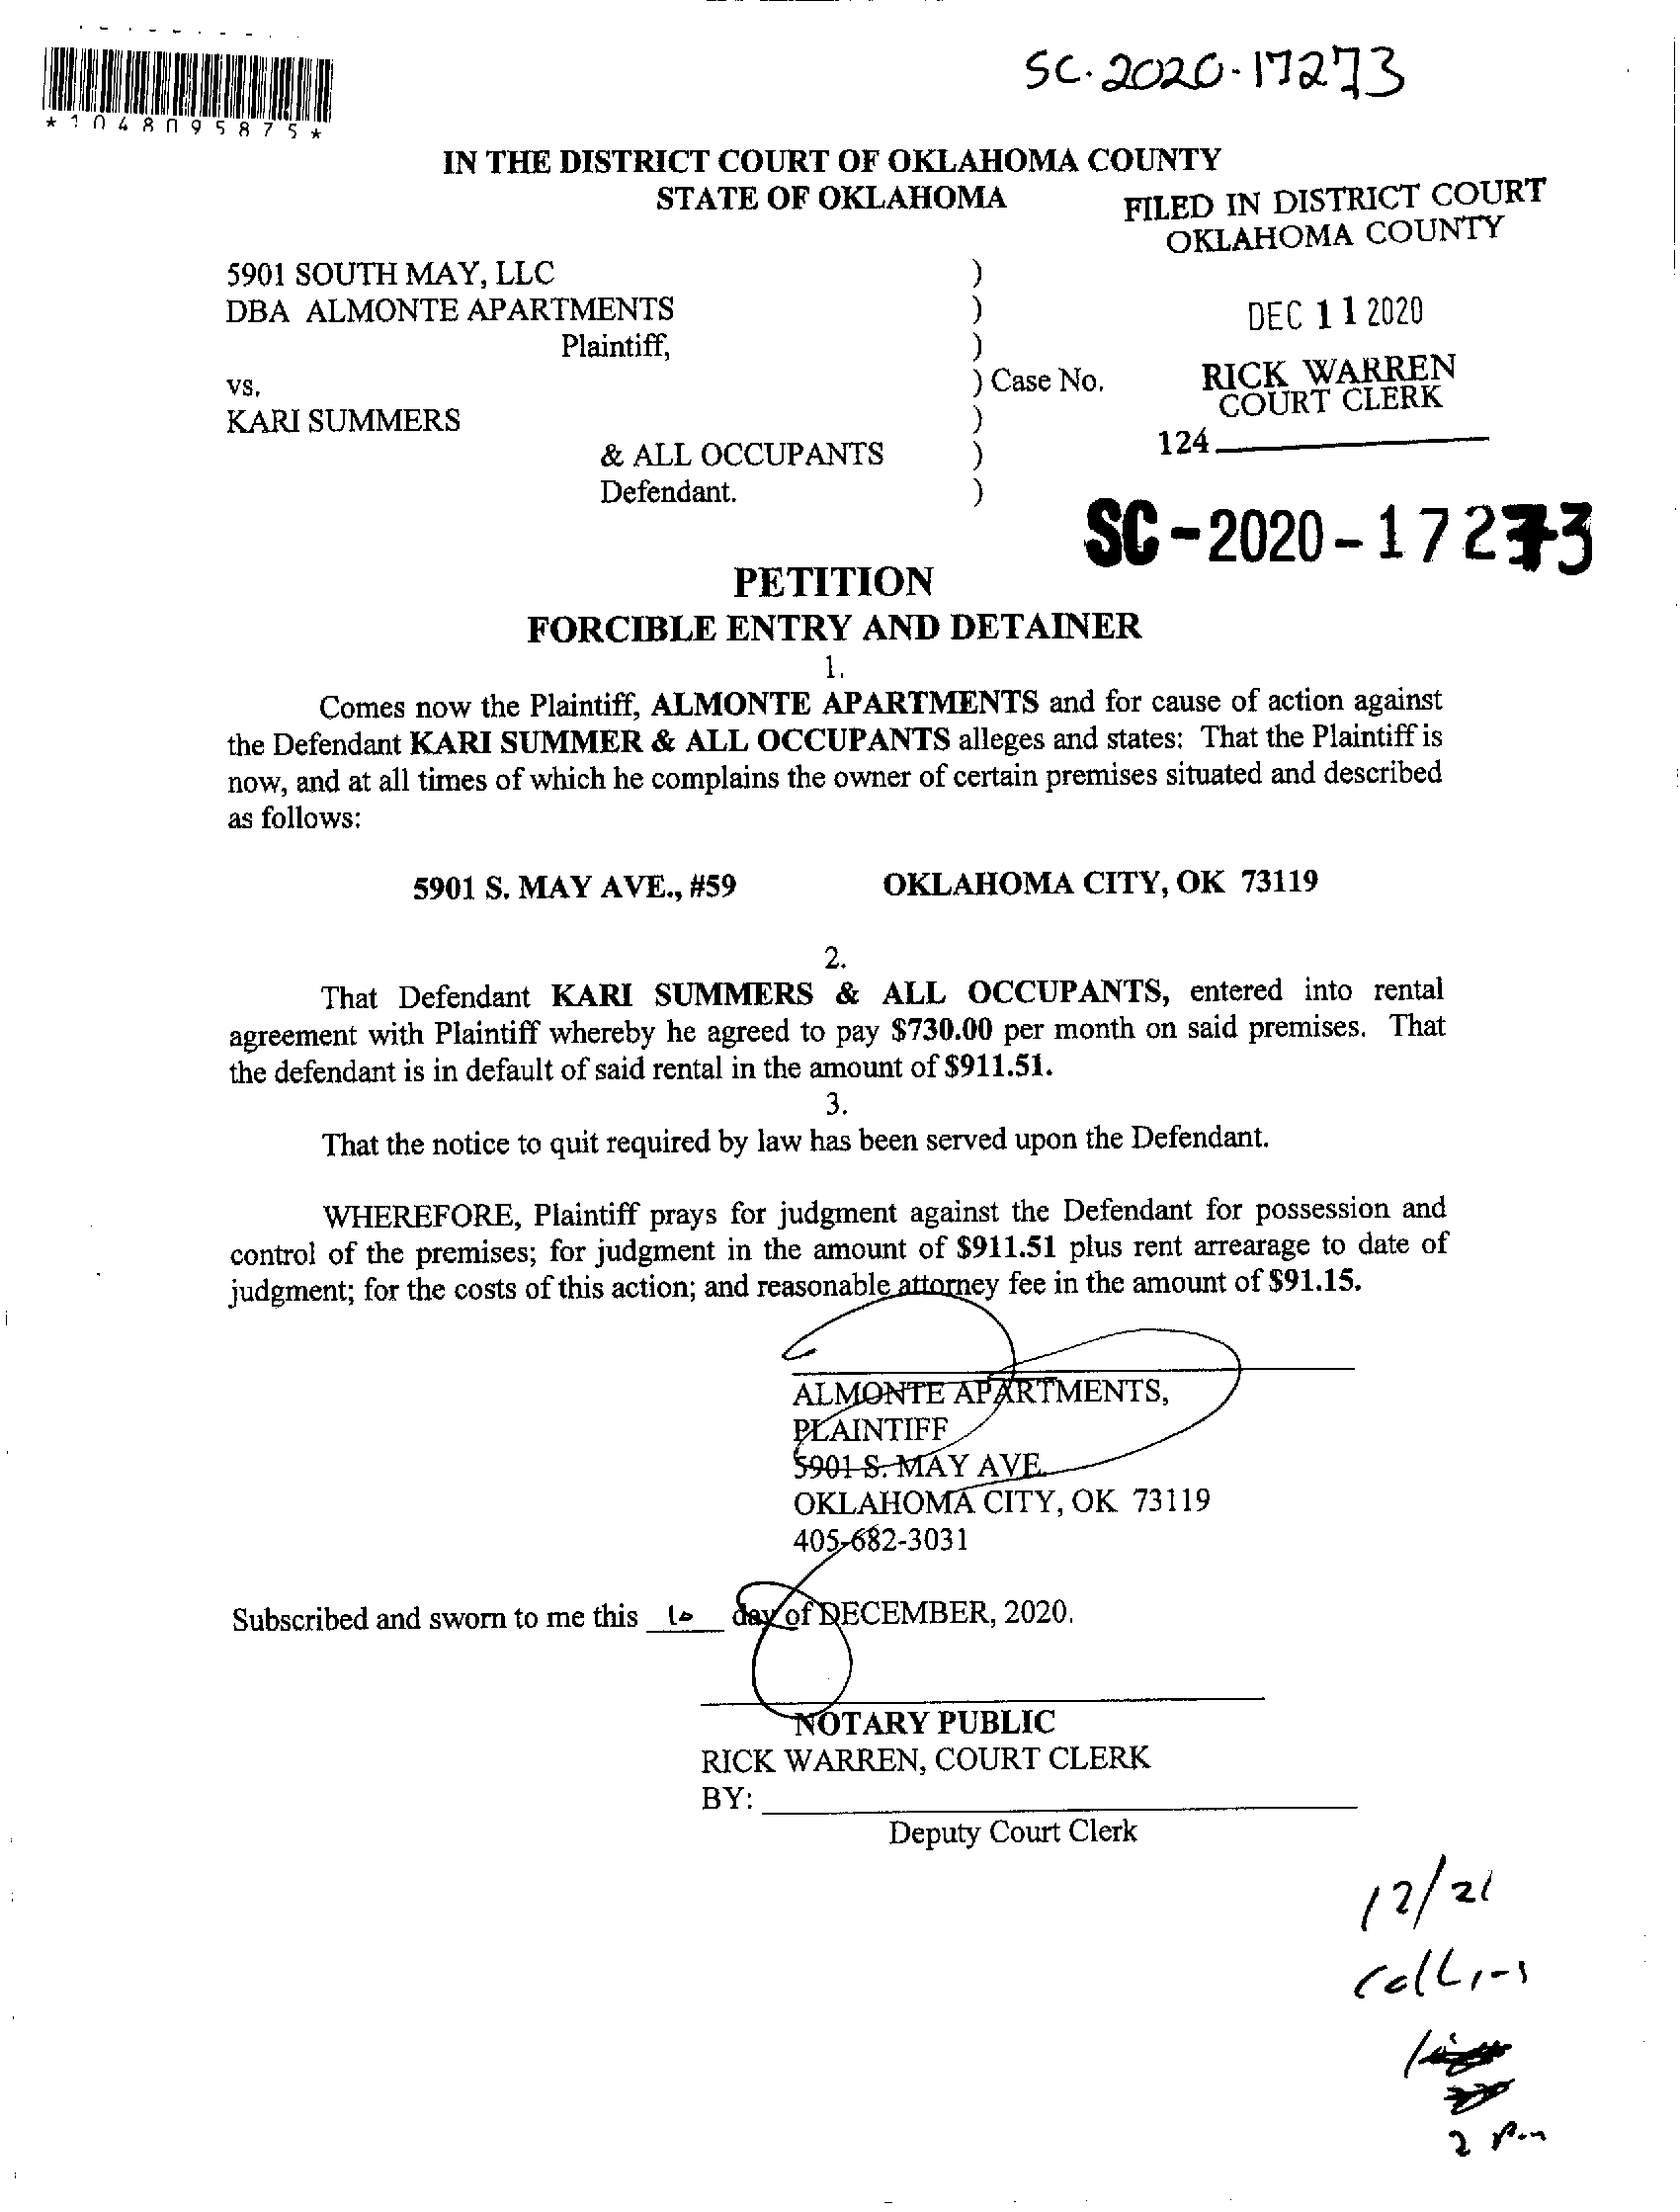 SC-2020-17273
*1048095875*
IN THE DISTRICT COURT OF OKLAHOMA COUNTY
STATE OF OKLAHOMA
FILED IN DISTRICT COURT
OKLAHOMA COUNTY
5901 SOUTH MAY, LLC )
DBA ALMONTE APARTMENTS )
DEC 11 2020
Plaintiff, )
vs. ) Case No.
RICK WARREN
COURT CLERK
KARI SUMMERS )
124
& ALL OCCUPANTS )
Defendant. )
SC-2020-17273
PETITION
FORCIBLE ENTRY AND DETAINER
1.
Comes now the Plaintiff, ALMONTE APARTMENTS and for cause of action against
the Defendant KARI SUMMER & ALL OCCUPANTS alleges and states: That the Plaintiff is
now, and at all times of which he complains the owner of certain premises situated and described
as follows:
5901 S. MAY AVE., #59 OKLAHOMA CITY, OK 73119
2.
That Defendant KARI SUMMERS & ALL OCCUPANTS, entered into rental
agreement with Plaintiff whereby he agreed to pay $730.00 per month on said premises. That
the defendant is in default of said rental in the amount of $911.51.
3.
That the notice to quit required by law has been served upon the Defendant.
WHEREFORE, Plaintiff prays for judgment against the Defendant for possession and
control of the premises; for judgment in the amount of $911.51 plus rent arrearage to date of
judgment; for the costs of this action; and reasonable attorney fee in the amount of $91.15.
ALMONTE APARTMENTS,
PLAINTIFF
5901 S. MAY AVE.
OKLAHOMA CITY, OK 73119
405-682-3031
Subscribed and sworn to me this 10 day of DECEMBER, 2020.
NOTARY PUBLIC
RICK WARREN, COURT CLERK
BY:
Deputy Court Clerk
12/21
Collins
2 pm